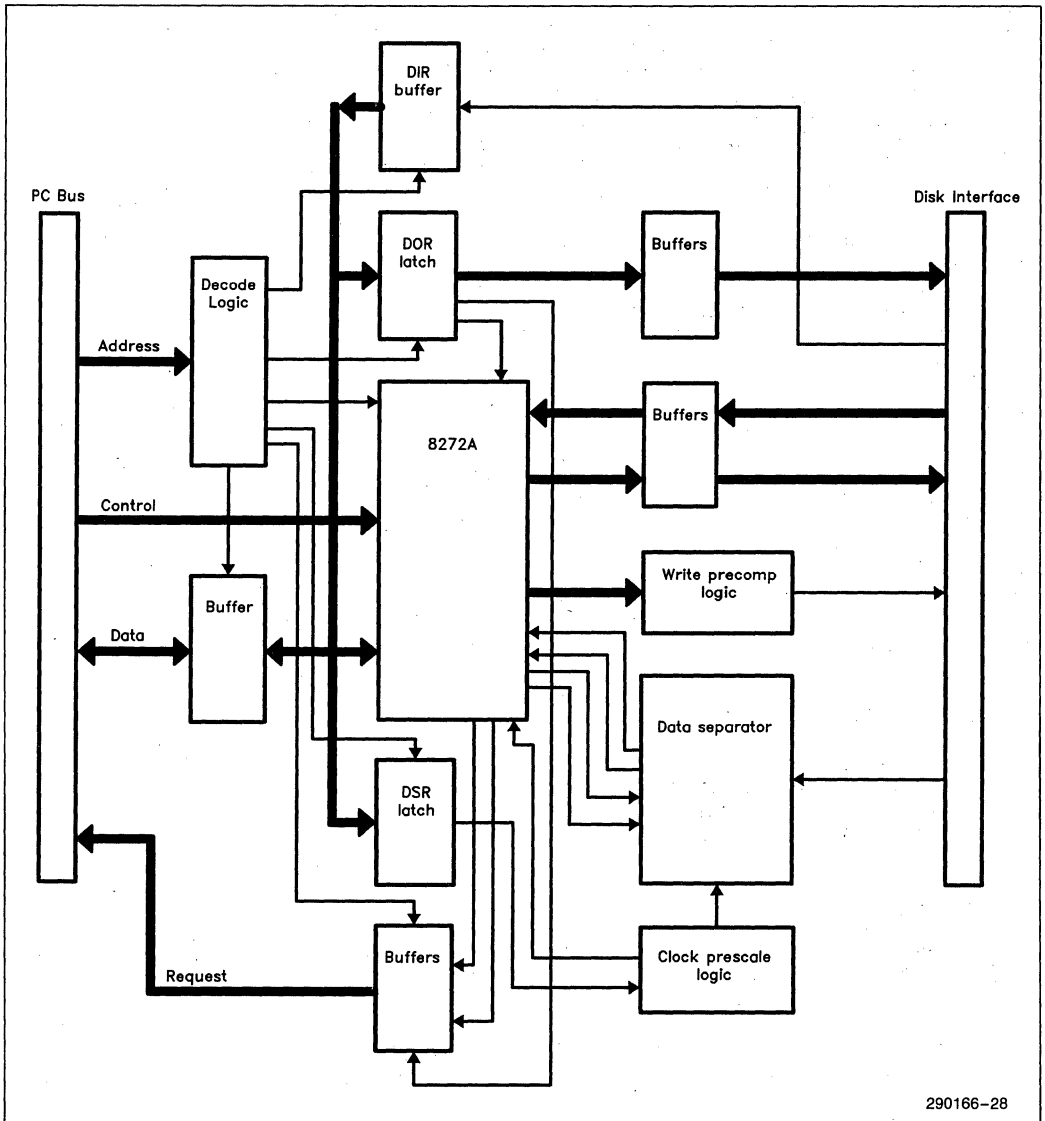 DIR
buffer
PC Bus
Disk Interface
DOR
latch
Buffers
Decode
Logic
Address
Buffers
8272A
Control
Write precomp
logic
Buffer
Data
Data separator
DSR
latch
Buffers
Clock prescale
logic
Request
290166-28